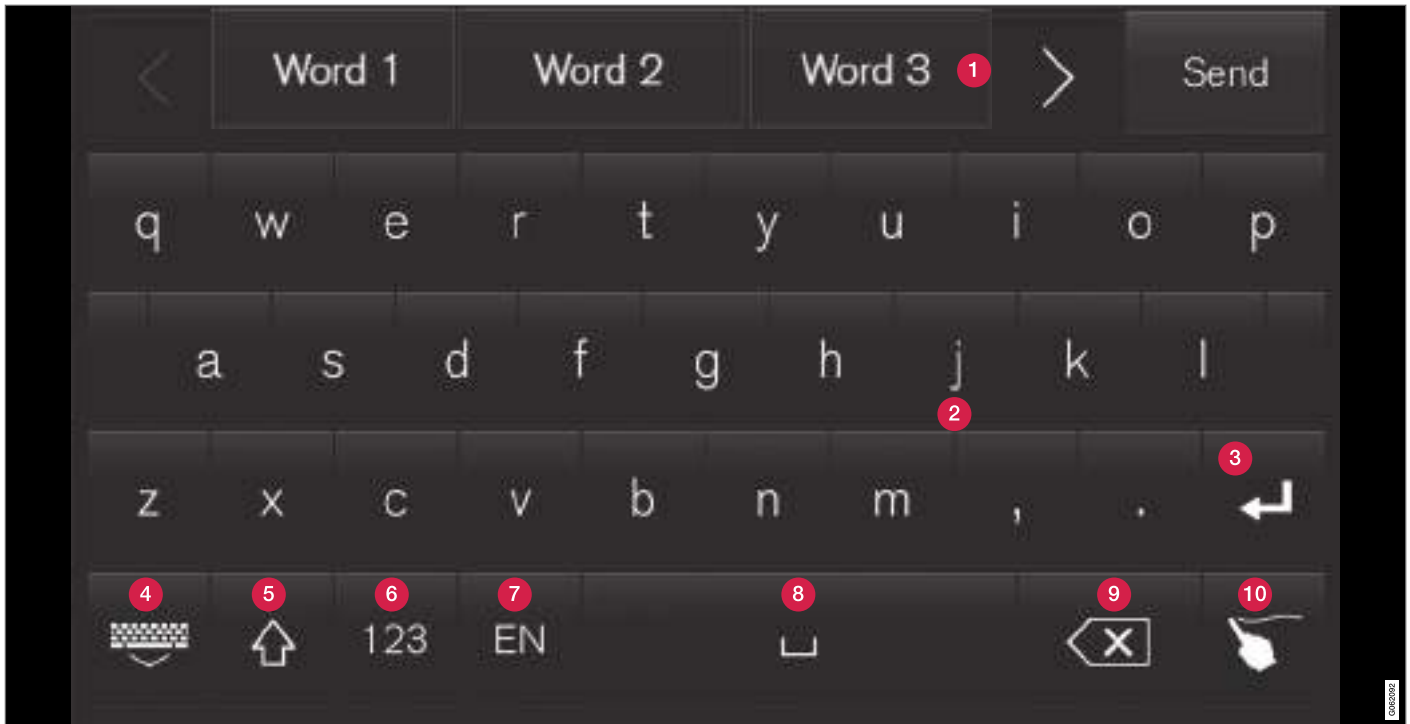 Word 1 Word 2 Word 3 1 Send
q w e r t y u i o p
a s d f g h j k l
2
3
z x c v b n m , .
4 5 6 7 8 9 10
123 EN
G062092